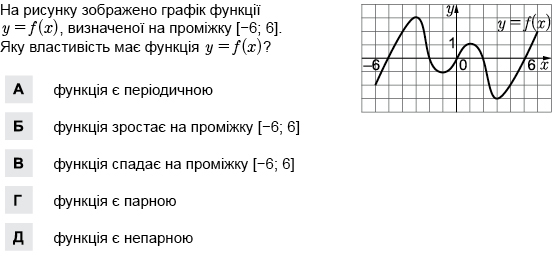 На рисунку зображено графік функції
y = f(x), визначеної на проміжку [−6; 6].
Яку властивість має функція y = f(x)?
А функція є періодичною
Б функція зростає на проміжку [−6; 6]
В функція спадає на проміжку [−6; 6]
Г функція є парною
Д функція є непарною
y
y = f(x)
1
−6
0
6
x